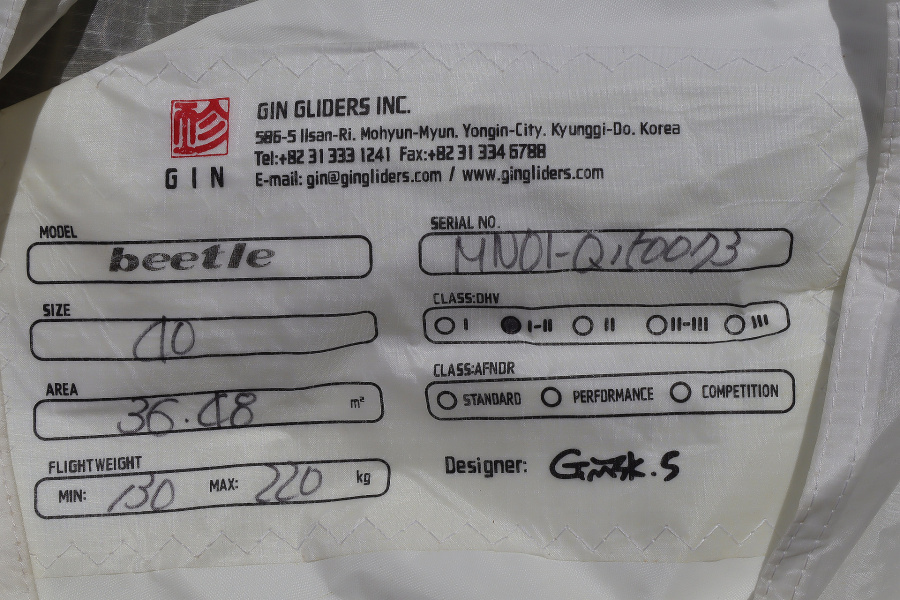 GIN GLIDERS INC.
586-5 Ilsan-Ri. Mohyun-Myun. Yongin-City. Kyunggi-Do. Korea
Tel:+82 31 333 1241 Fax:+82 31 334 6788
GIN
E-mail: gin@gingliders.com / www.gingliders.com
MODEL
beetle
SERIAL NO.
SIZE
40
CLASS:DHV
I I-II II II-III III
AREA
36.48 m²
CLASS:AFNDR
STANDARD PERFORMANCE COMPETITION
FLIGHTWEIGHT
MIN: 130 MAX: 220 kg
Designer: